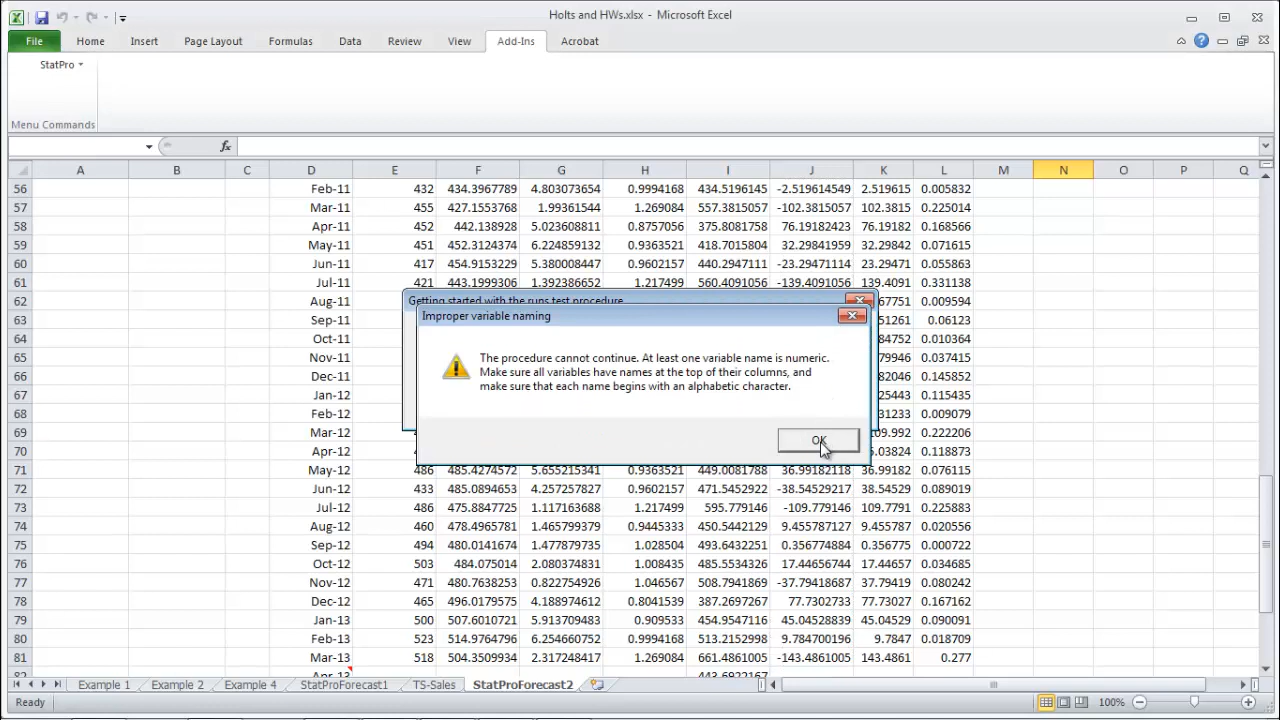 Holts and HWs.xlsx - Microsoft Excel
File Home Insert Page Layout Formulas Data Review View Add-Ins Acrobat
StatPro
Menu Commands
fx
A B C D E F G H I J K L M N O P Q
56 Feb-11 432 434.3967789 4.803073654 0.9994168 434.5196145 -2.519614549 2.519615 0.005832
57 Mar-11 455 427.1553768 1.99361544 1.269084 557.3815057 -102.3815057 102.3815 0.225014
58 Apr-11 452 442.138928 5.023608811 0.8757056 375.8081758 76.19182423 76.19182 0.168566
59 May-11 451 452.3124374 6.224859132 0.9363521 418.7015804 32.29841959 32.29842 0.071615
60 Jun-11 417 454.9153229 5.380008447 0.9602157 440.2947111 -23.29471114 23.29471 0.055863
61 Jul-11 421 443.1999306 1.392386652 1.217499 560.4091061 -139.4091061 139.4091 0.331138
62 Aug-11 67751 0.009594
63 Sep-11 51261 0.06123
64 Oct-11 84752 0.010364
65 Nov-11 79946 0.037415
66 Dec-11 82046 0.145852
67 Jan-12 25443 0.115435
68 Feb-12 31233 0.009079
69 Mar-12 09.992 0.222206
70 Apr-12 5.03824 0.118873
Getting started with the runs test procedure
Improper variable naming
The procedure cannot continue. At least one variable name is numeric.
Make sure all variables have names at the top of their columns, and
make sure that each name begins with an alphabetic character.
OK
71 May-12 486 485.4274572 5.655215341 0.9363521 449.0081788 36.99182118 36.99182 0.076115
72 Jun-12 433 485.0894653 4.257257827 0.9602157 471.5452922 -38.54529217 38.54529 0.089019
73 Jul-12 486 475.8847725 1.117163688 1.217499 595.779146 -109.779146 109.7791 0.225883
74 Aug-12 460 478.4965781 1.465799379 0.9445333 450.5442129 9.455787127 9.455787 0.020556
75 Sep-12 494 480.0141674 1.477879735 1.028504 493.6432251 0.356774884 0.356775 0.000722
76 Oct-12 503 484.075014 2.080374831 1.008435 485.5534326 17.44656744 17.44657 0.034685
77 Nov-12 471 480.7638253 0.822754926 1.046567 508.7941869 -37.79418687 37.79419 0.080242
78 Dec-12 465 496.0179575 4.188974612 0.8041539 387.2697267 77.7302733 77.73027 0.167162
79 Jan-13 500 507.6010721 5.913709483 0.909533 454.9547116 45.04528839 45.04529 0.090091
80 Feb-13 523 514.9764796 6.254660752 0.9994168 513.2152998 9.784700196 9.7847 0.018709
81 Mar-13 518 504.3509934 2.317248417 1.269084 661.4861005 -143.4861005 143.4861 0.277
Example 1 Example 2 Example 4 StatProForecast1 TS-Sales StatProForecast2
Ready 100%